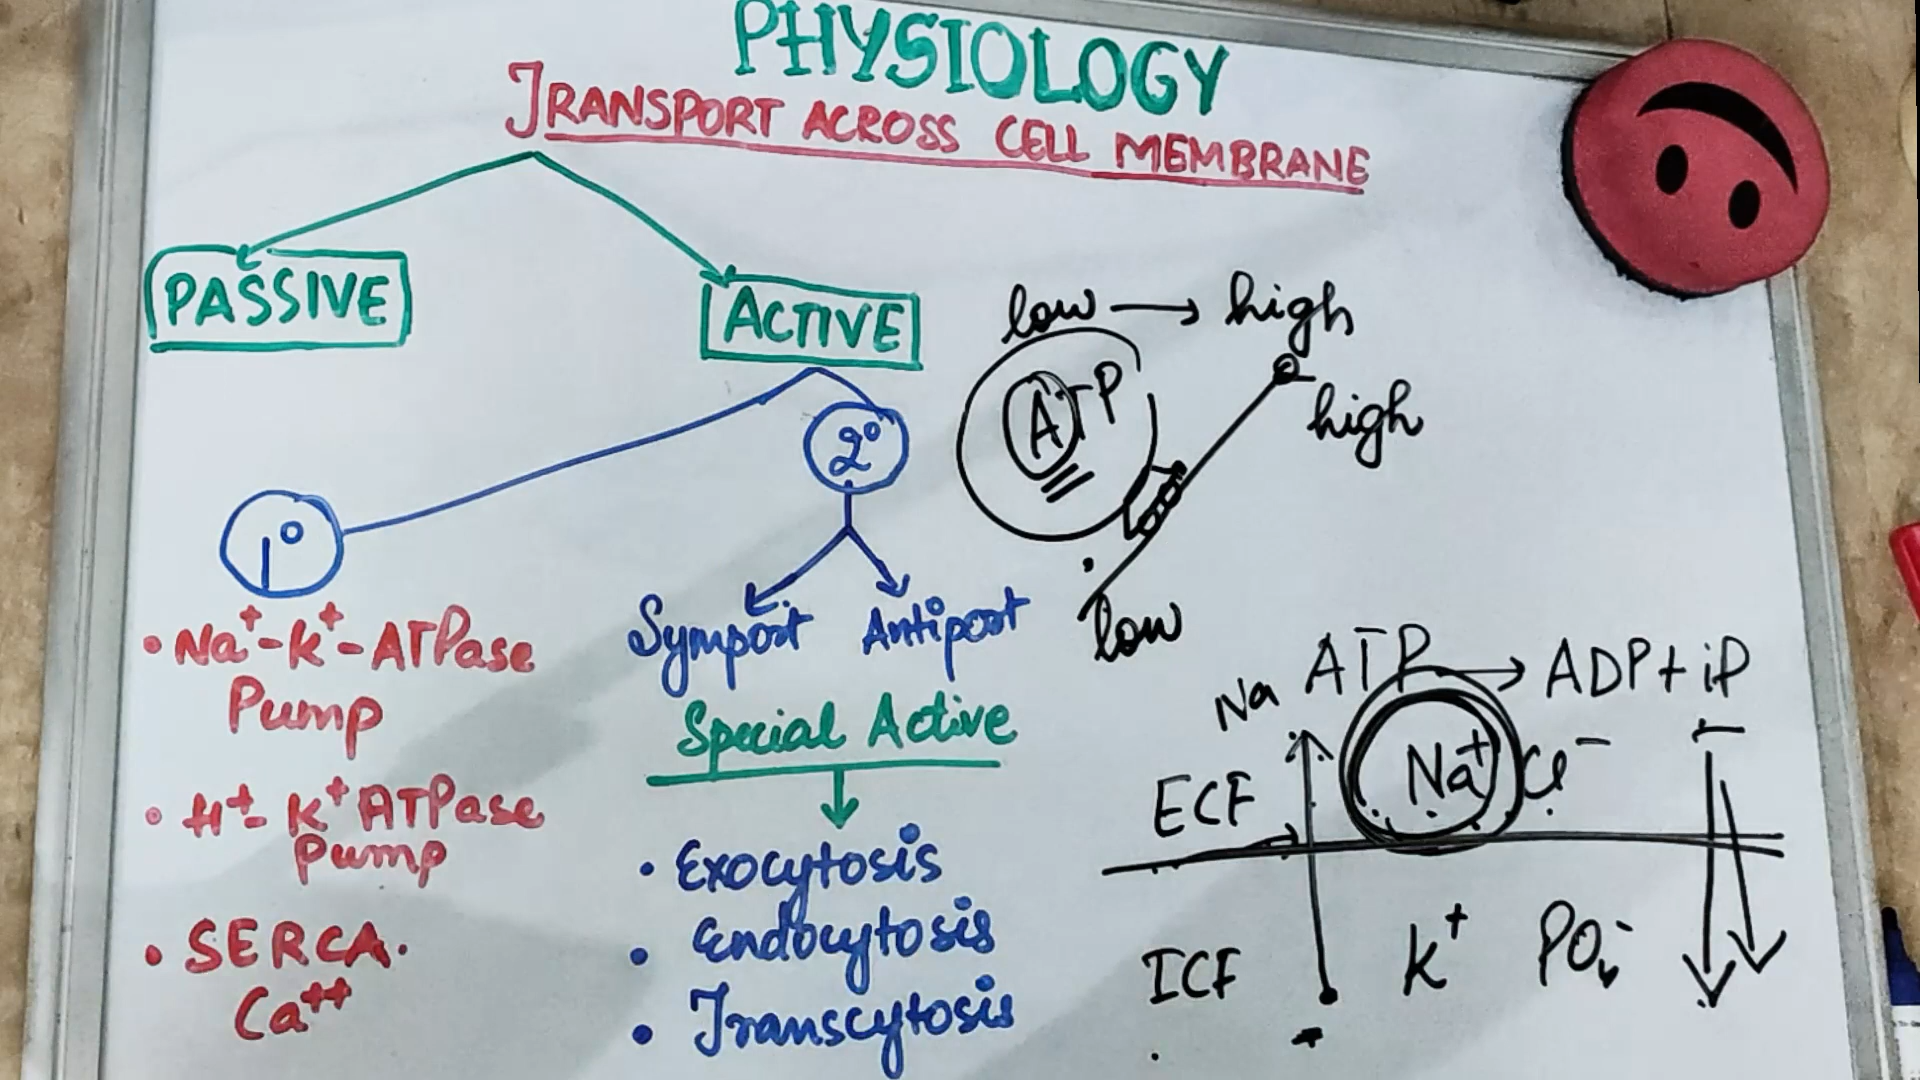 PHYSIOLOGY
TRANSPORT ACROSS CELL MEMBRANE
PASSIVE
ACTIVE
1°
2°
• Na⁺-K⁺-ATPase
Pump
• H⁺-K⁺ATPase
Pump
• SERCA.
Ca⁺⁺
Symport Antiport
Special Active
• Exocytosis
• Endocytosis
• Transcytosis
low → high
ATP
high
low
Na ATP → ADP + iP
ECF Na⁺ Cl⁻
ICF K⁺ PO₄⁻